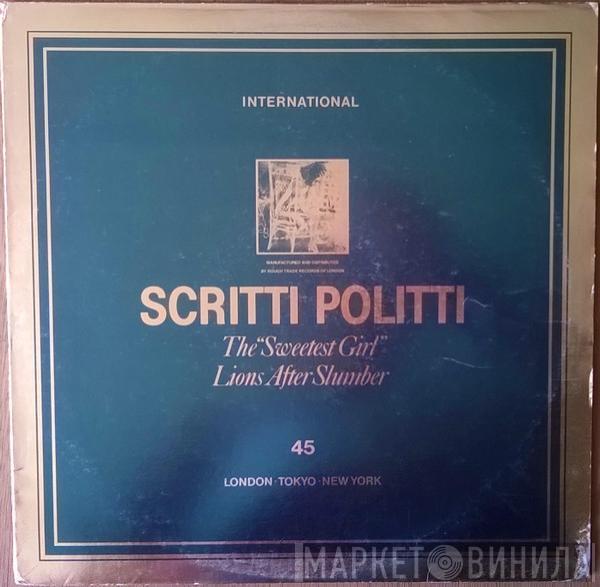 INTERNATIONAL
MANUFACTURED AND DISTRIBUTED
BY ROUGH TRADE RECORDS OF LONDON
SCRITTI POLITTI
The "Sweetest Girl"
Lions After Slumber
45
LONDON · TOKYO · NEW YORK
МАРКЕТ ВИНИЛА